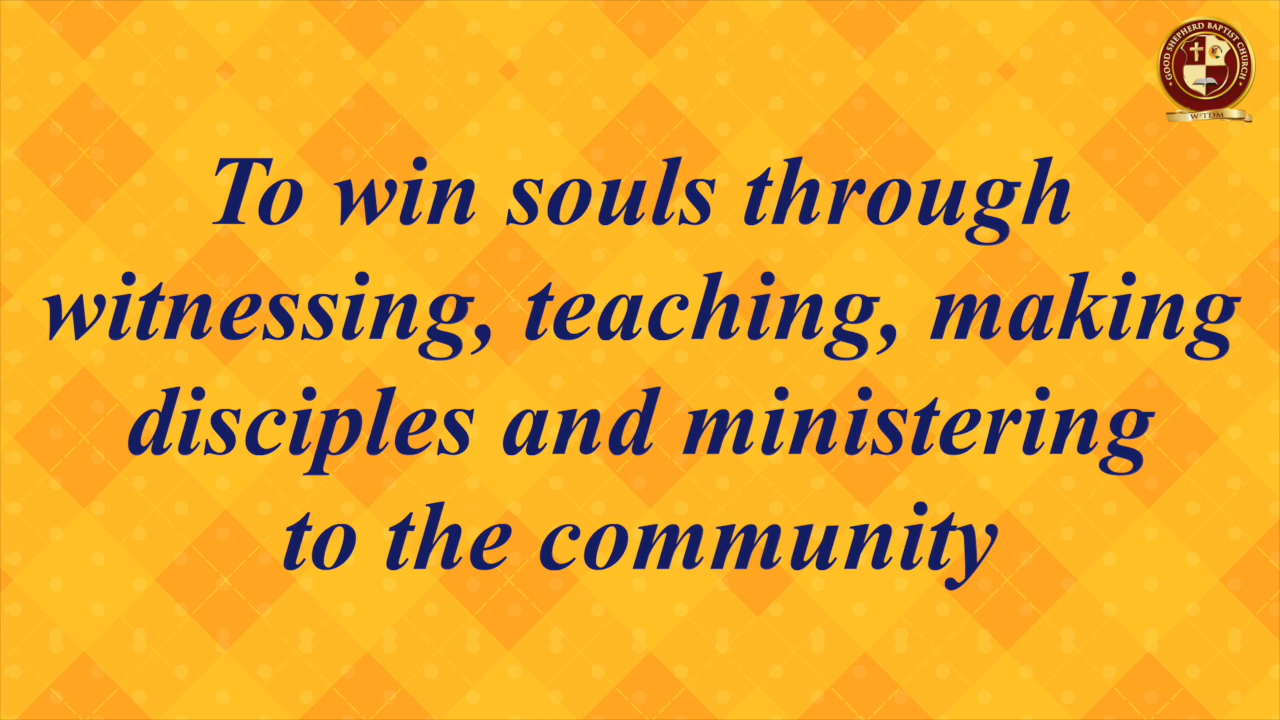 GOOD SHEPHERD BAPTIST CHURCH
To win souls through
witnessing, teaching, making
disciples and ministering
to the community